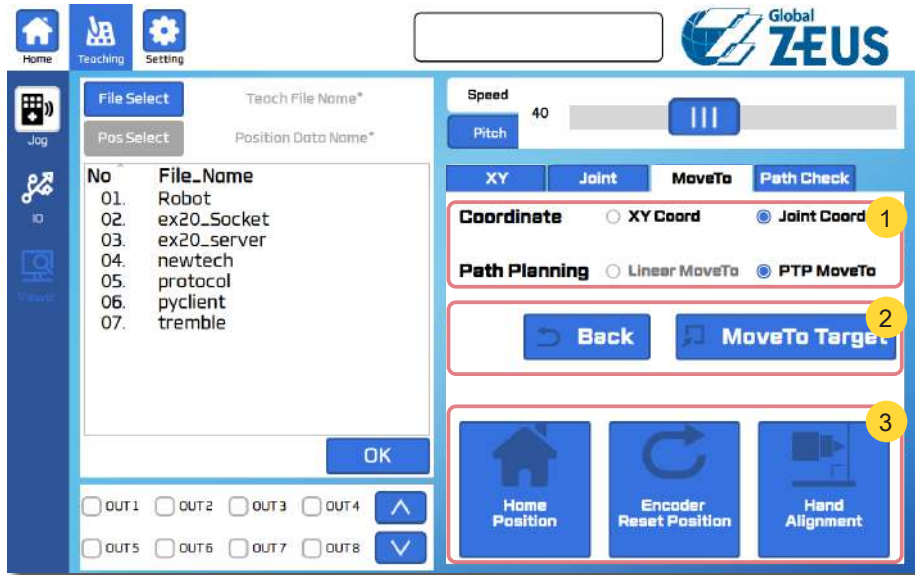 Home
Teaching
Setting
Global
ZEUS
Jog
IO
Viewer
File Select
Teach File Name*
Pos Select
Position Data Name*
No File_Name
01. Robot
02. ex20_Socket
03. ex20_server
04. newtech
05. protocol
06. pyclient
07. tremble
OK
OUT1 OUT2 OUT3 OUT4
OUT5 OUT6 OUT7 OUT8
Speed
40
Pitch
XY Joint MoveTo Path Check
Coordinate XY Coord Joint Coord 1
Path Planning Linear MoveTo PTP MoveTo
2
Back MoveTo Target
3
Home
Position
Encoder
Reset Position
Hand
Alignment